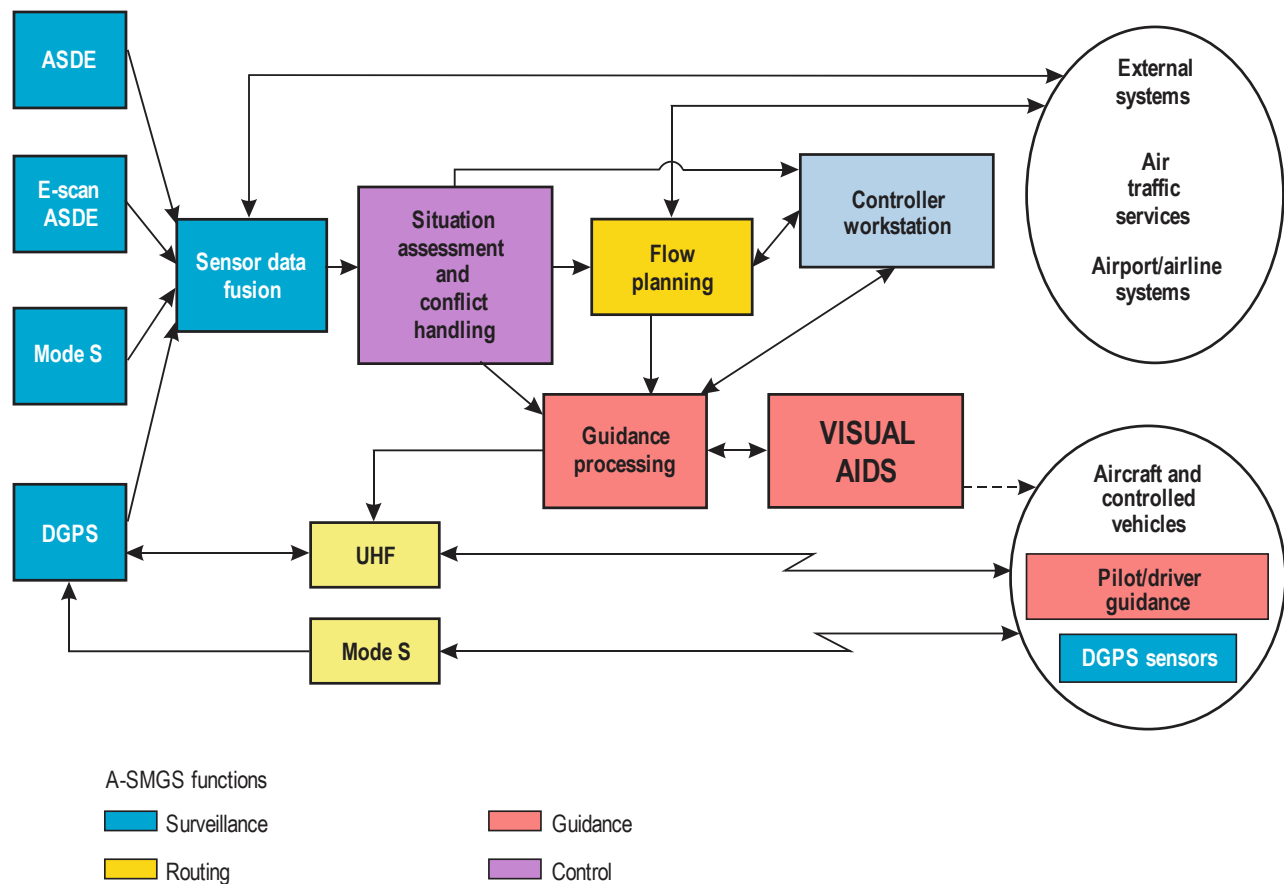 ASDE
E-scan
ASDE
Mode S
DGPS
Sensor data
fusion
Situation
assessment
and
conflict
handling
Flow
planning
Controller
workstation
External
systems
Air
traffic
services
Airport/airline
systems
Guidance
processing
VISUAL
AIDS
UHF
Mode S
Aircraft and
controlled
vehicles
Pilot/driver
guidance
DGPS sensors
A-SMGS functions
Surveillance
Routing
Guidance
Control